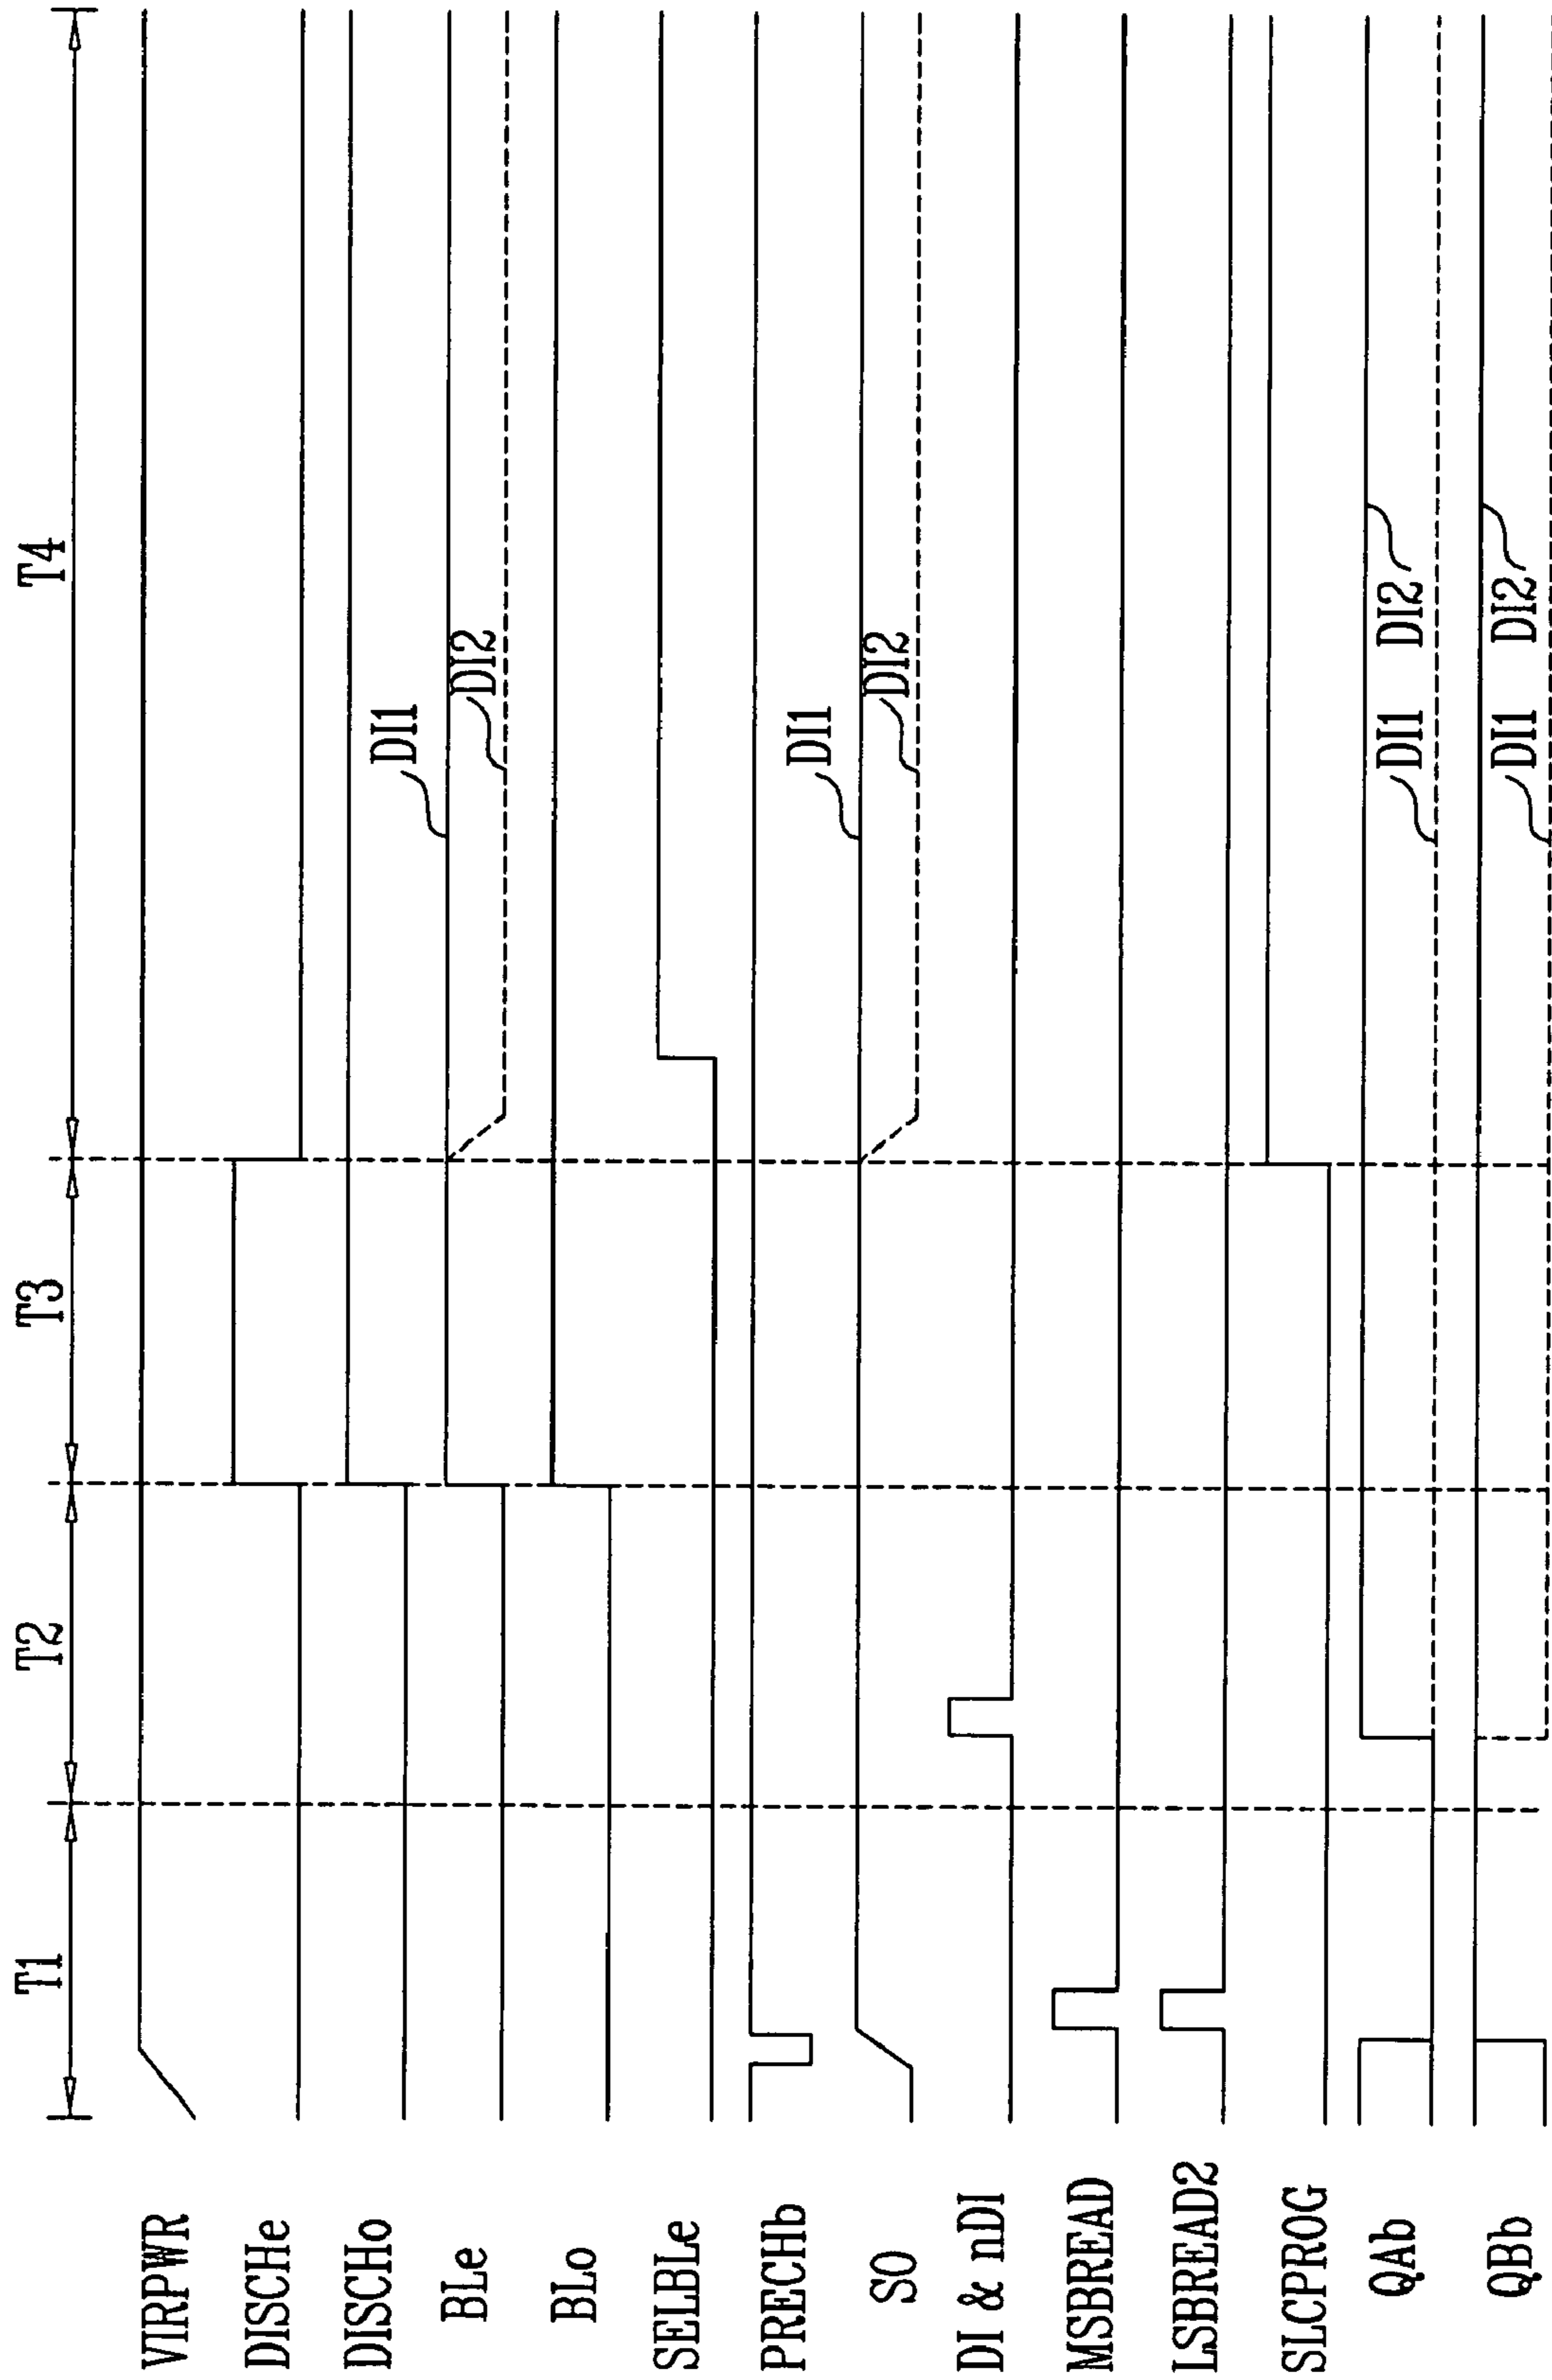 T1 T2 T3 T4
VIRPWR
DISCHe
DISCHo
BLe DI1 DI2
BLo
SELBLe
PRECHb
SO DI1 DI2
DI & nDI
MSBREAD
LSBREAD2
SLCPROG
QAb DI1 DI2
QBb DI1 DI2